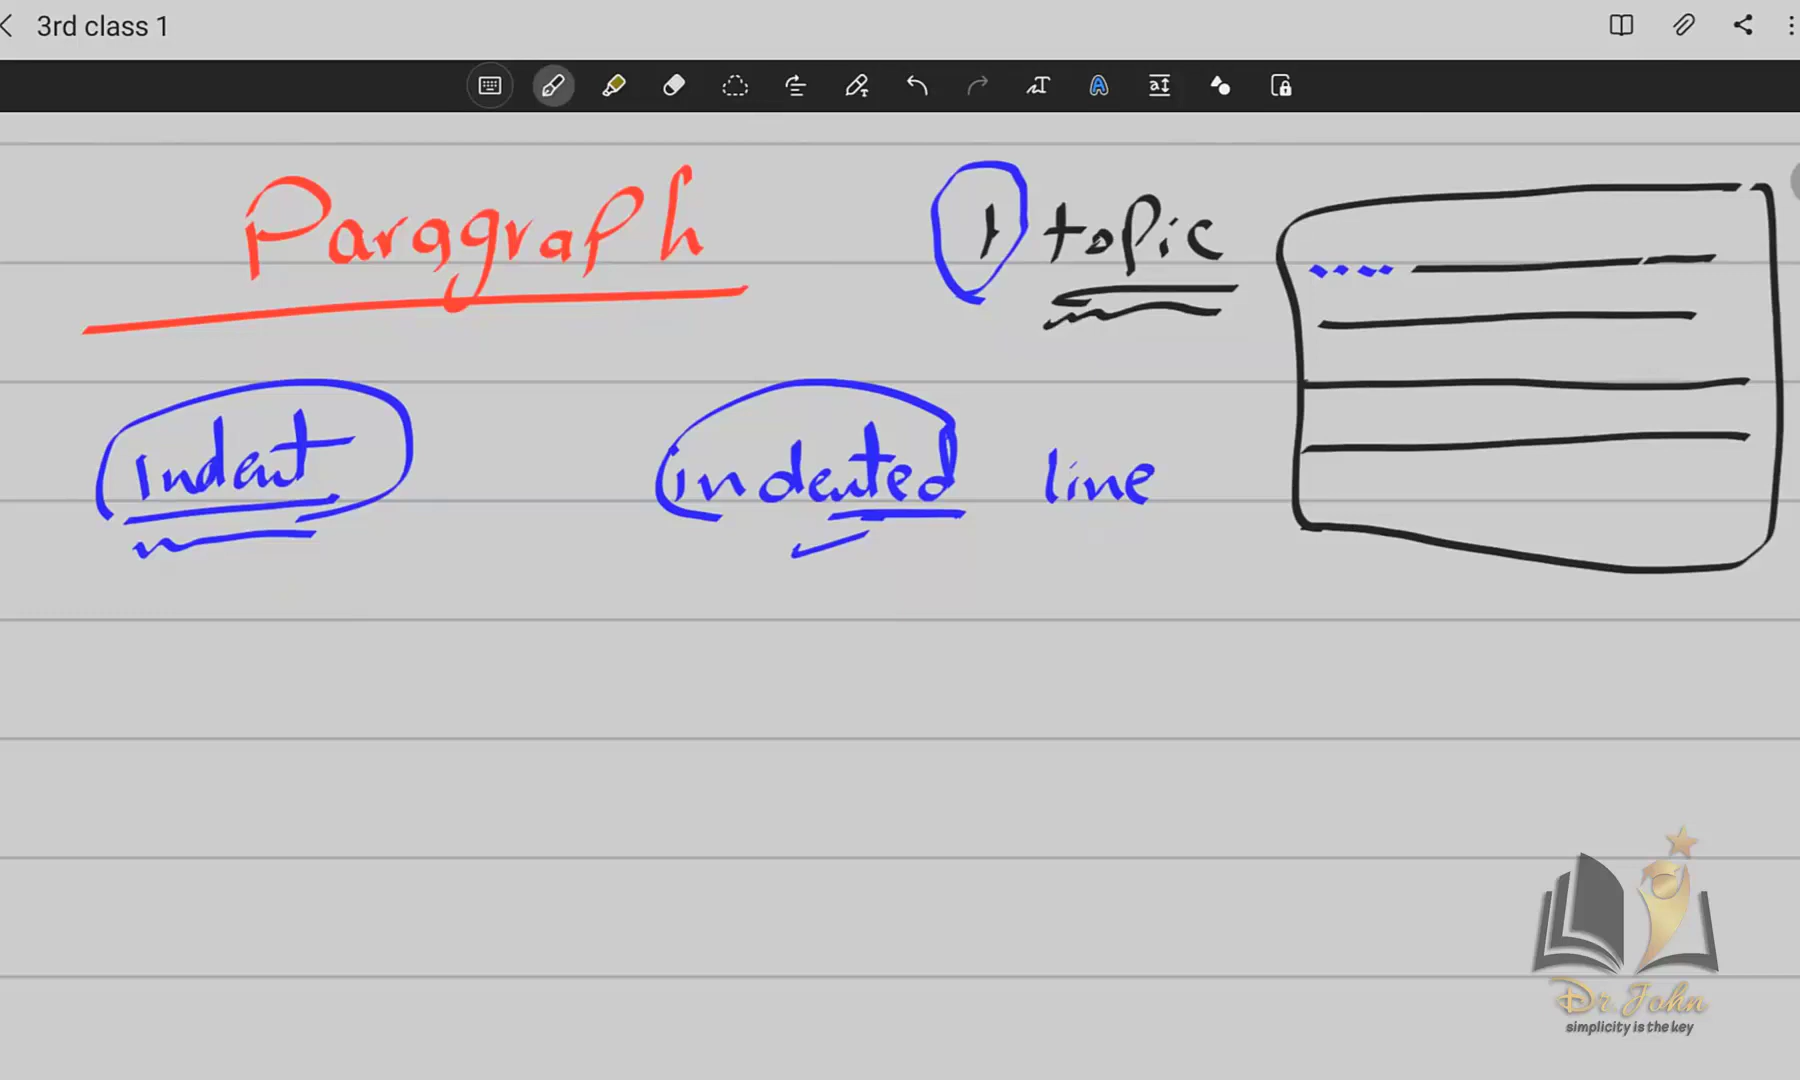 3rd class 1
Paragraph 1 topic
Indent indented line
Dr John
simplicity is the key